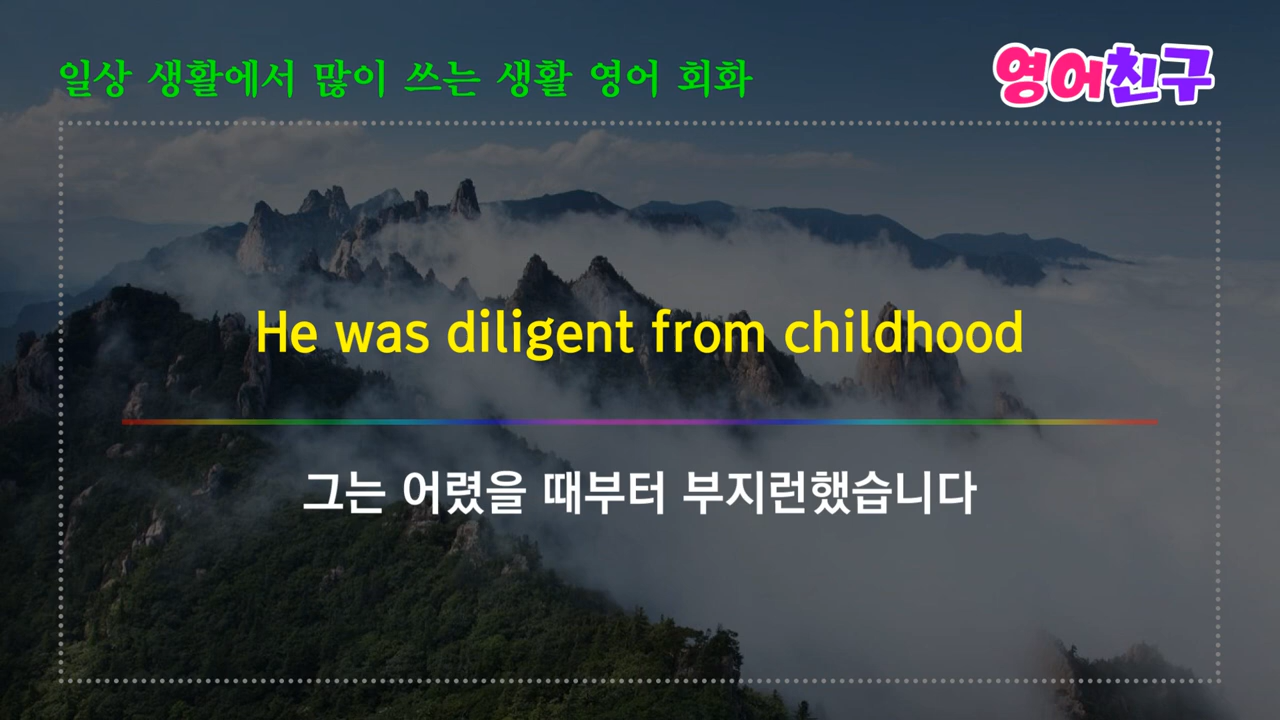 일상 생활에서 많이 쓰는 생활 영어 회화
영어친구
He was diligent from childhood
그는 어렸을 때부터 부지런했습니다